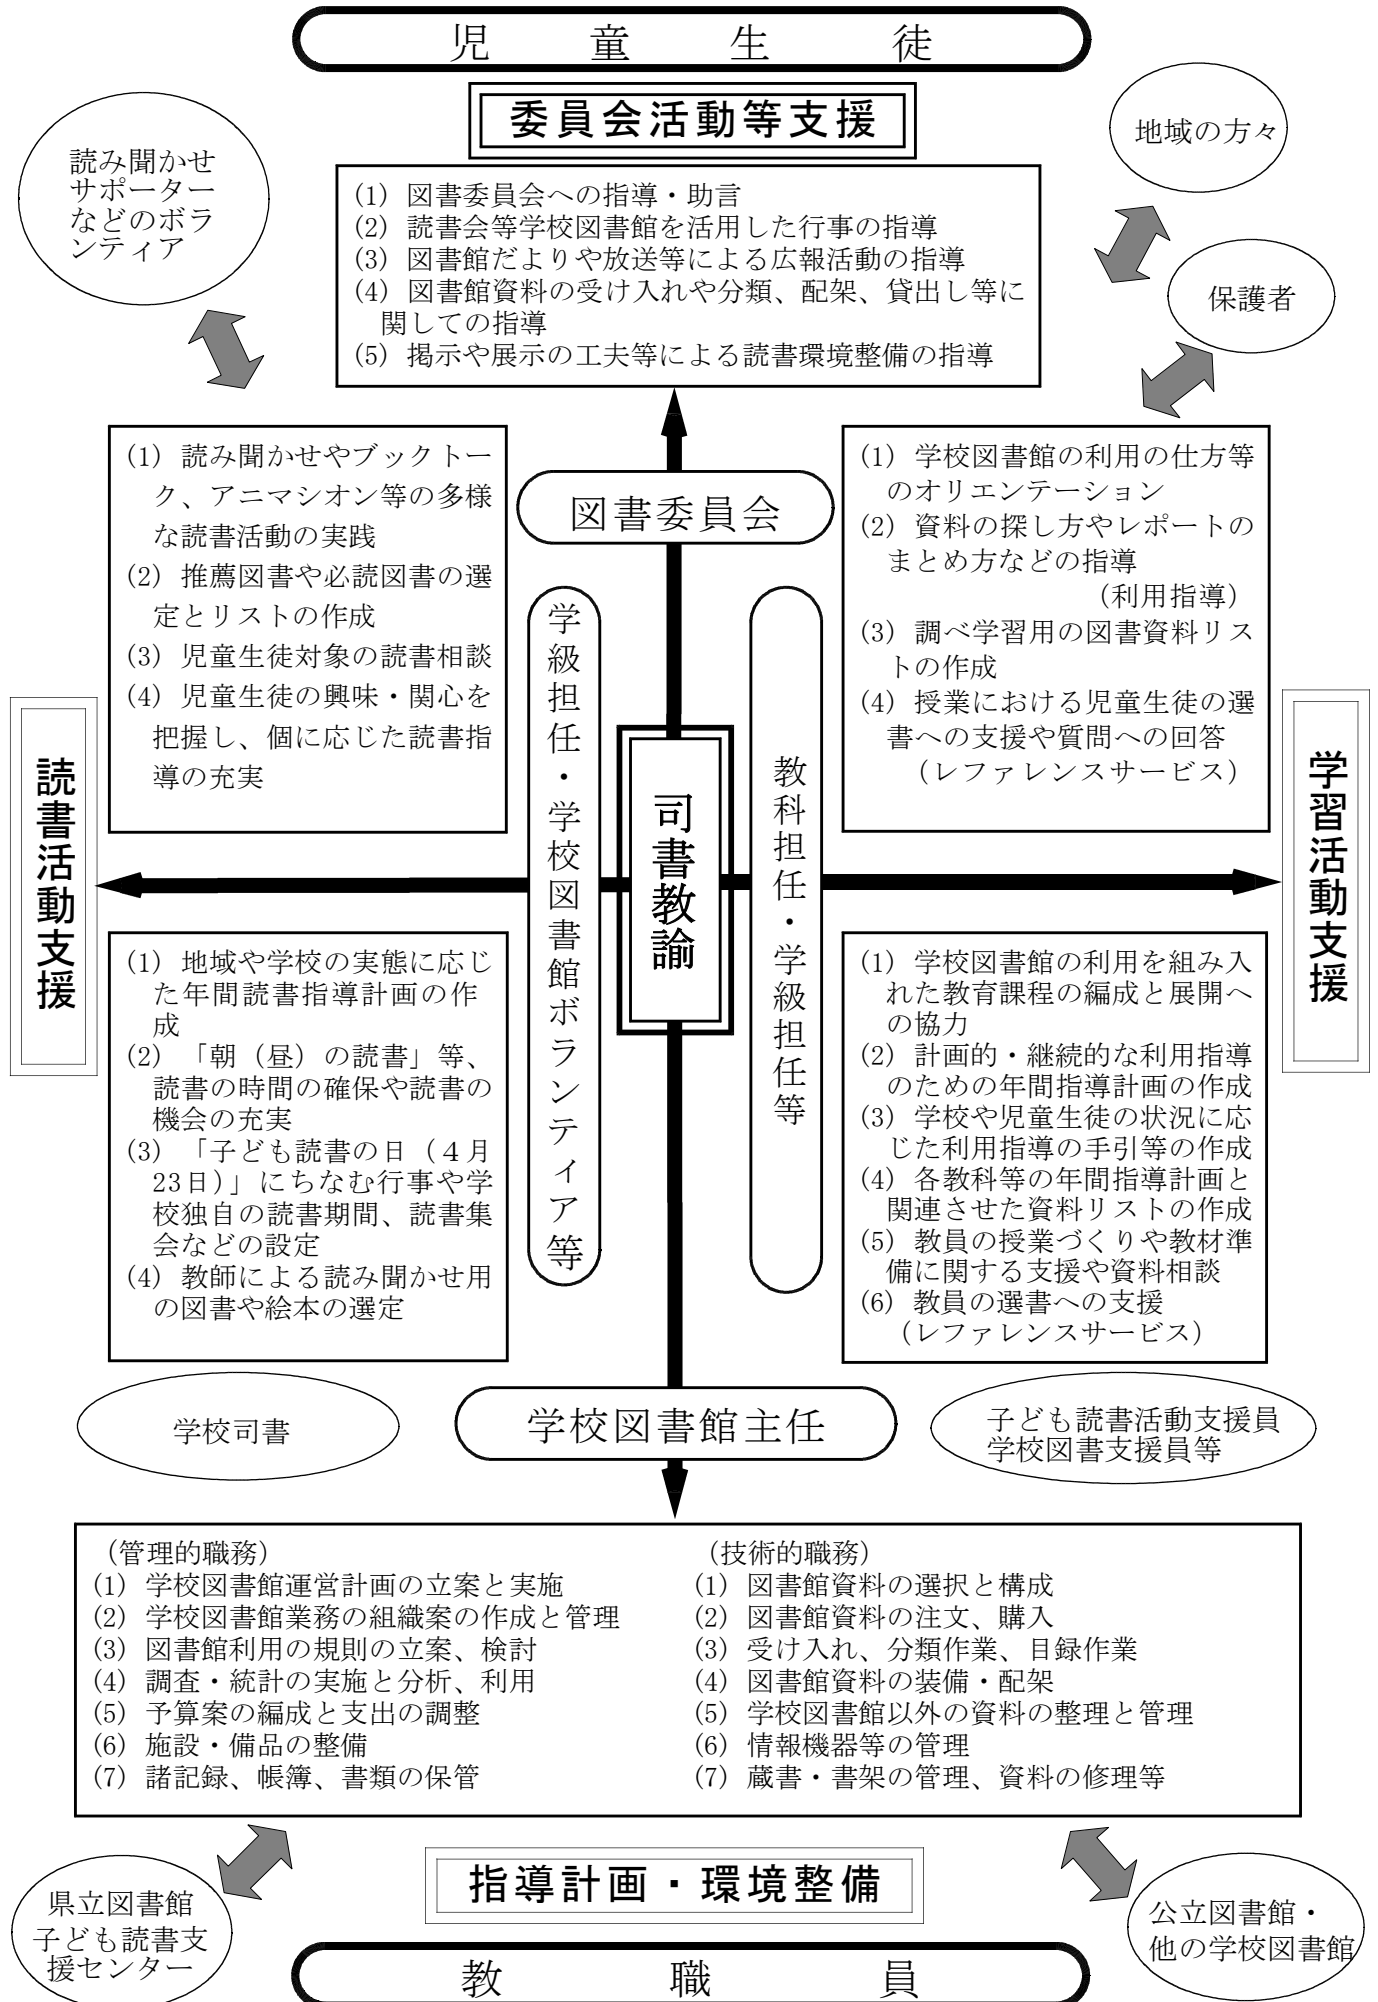 児童生徒
委員会活動等支援
地域の方々
読み聞かせ
サポーター
などのボラ
ンティア
(1) 図書委員会への指導・助言
(2) 読書会等学校図書館を活用した行事の指導
(3) 図書館だよりや放送等による広報活動の指導
(4) 図書館資料の受け入れや分類、配架、貸出し等に
関しての指導
(5) 掲示や展示の工夫等による読書環境整備の指導
保護者
(1) 読み聞かせやブックトー
ク、アニマシオン等の多様
な読書活動の実践
(2) 推薦図書や必読図書の選
定とリストの作成
(3) 児童生徒対象の読書相談
(4) 児童生徒の興味・関心を
把握し、個に応じた読書指
導の充実
図書委員会
(1) 学校図書館の利用の仕方等
のオリエンテーション
(2) 資料の探し方やレポートの
まとめ方などの指導
(利用指導)
(3) 調べ学習用の図書資料リス
トの作成
(4) 授業における児童生徒の選
書への支援や質問への回答
(レファレンスサービス)
読書活動支援
学級担任・学校図書館ボランティア等
司書教諭
教科担任・学級担任等
学習活動支援
(1) 地域や学校の実態に応じ
た年間読書指導計画の作
成
(2) 「朝(昼)の読書」等、
読書の時間の確保や読書の
機会の充実
(3) 「子ども読書の日(4月
23日)」にちなむ行事や学
校独自の読書期間、読書集
会などの設定
(4) 教師による読み聞かせ用
の図書や絵本の選定
(1) 学校図書館の利用を組み入
れた教育課程の編成と展開へ
の協力
(2) 計画的・継続的な利用指導
のための年間指導計画の作成
(3) 学校や児童生徒の状況に応
じた利用指導の手引等の作成
(4) 各教科等の年間指導計画と
関連させた資料リストの作成
(5) 教員の授業づくりや教材準
備に関する支援や資料相談
(6) 教員の選書への支援
(レファレンスサービス)
学校司書
学校図書館主任
子ども読書活動支援員
学校図書支援員等
(管理的職務)
(1) 学校図書館運営計画の立案と実施
(2) 学校図書館業務の組織案の作成と管理
(3) 図書館利用の規則の立案、検討
(4) 調査・統計の実施と分析、利用
(5) 予算案の編成と支出の調整
(6) 施設・備品の整備
(7) 諸記録、帳簿、書類の保管
(技術的職務)
(1) 図書館資料の選択と構成
(2) 図書館資料の注文、購入
(3) 受け入れ、分類作業、目録作業
(4) 図書館資料の装備・配架
(5) 学校図書館以外の資料の整理と管理
(6) 情報機器等の管理
(7) 蔵書・書架の管理、資料の修理等
県立図書館
子ども読書支
援センター
指導計画・環境整備
公立図書館・
他の学校図書館
教職員